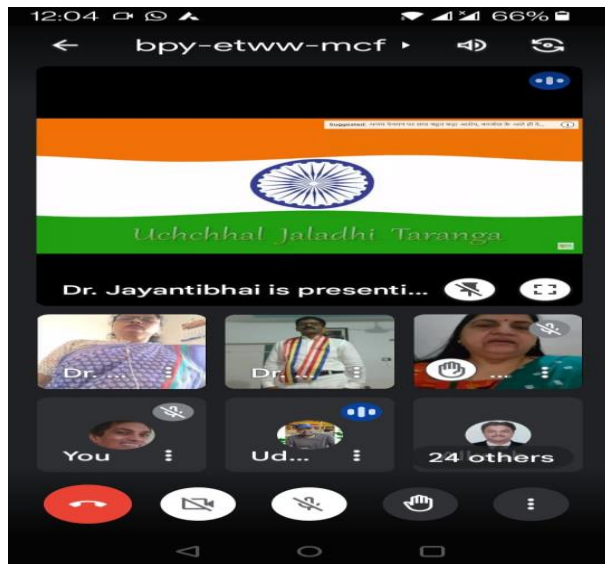 12:04 66%
bpy-etww-mcf
Suggested:
Uchchhal Jaladhi Taranga
Dr. Jayantibhai is presenti...
Dr. ... Dr. ... ...
You Ud... 24 others